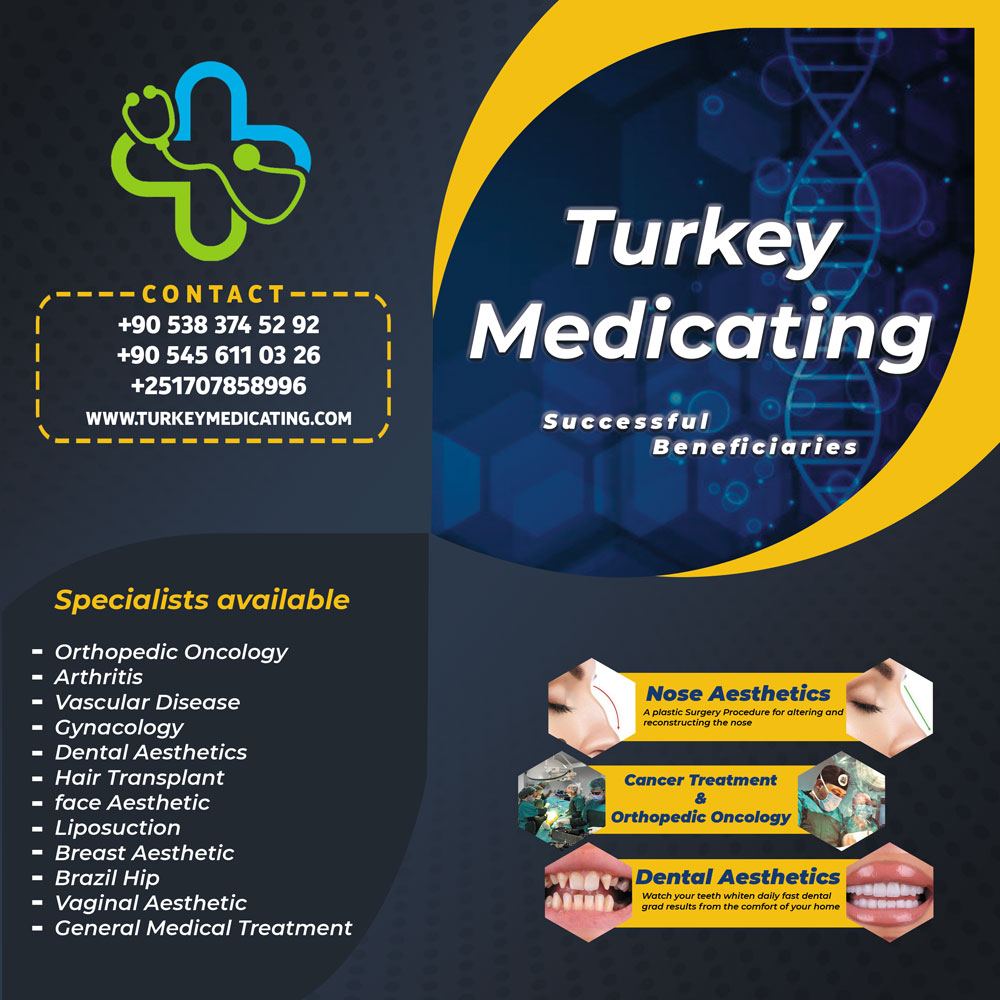 CONTACT
+90 538 374 52 92
+90 545 611 03 26
+251707858996
WWW.TURKEYMEDICATING.COM
Turkey
Medicating
Successful
Beneficiaries
Specialists available
- Orthopedic Oncology
- Arthritis
- Vascular Disease
- Gynacology
- Dental Aesthetics
- Hair Transplant
- face Aesthetic
- Liposuction
- Breast Aesthetic
- Brazil Hip
- Vaginal Aesthetic
- General Medical Treatment
Nose Aesthetics
A plastic Surgery Procedure for altering and
reconstructing the nose
Cancer Treatment
&
Orthopedic Oncology
Dental Aesthetics
Watch your teeth whiten daily fast dental
grad results from the comfort of your home